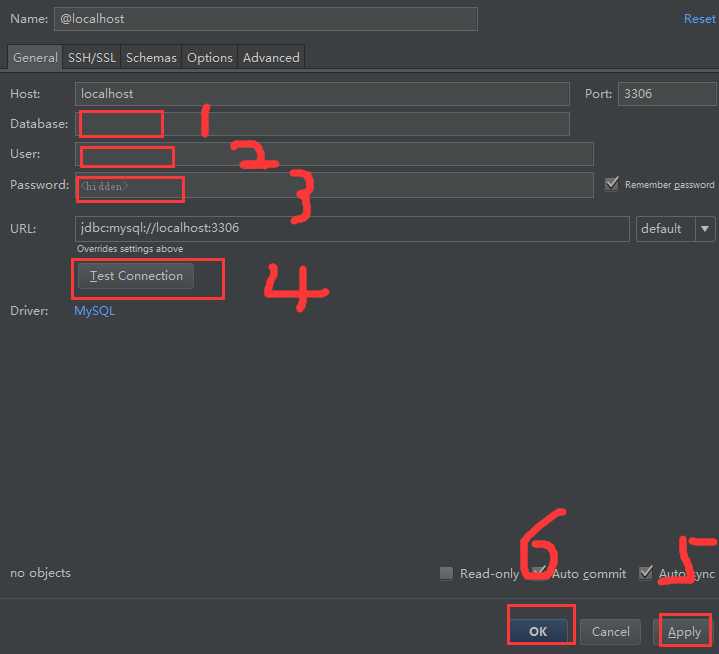 Name: @localhost Reset
General SSH/SSL Schemas Options Advanced
Host: localhost Port: 3306
Database: 1
User: 2
Password: <hidden> 3 Remember password
URL: jdbc:mysql://localhost:3306 default
Overrides settings above
Test Connection 4
Driver: MySQL
6 5
no objects Read-only Auto commit Auto sync
OK Cancel Apply